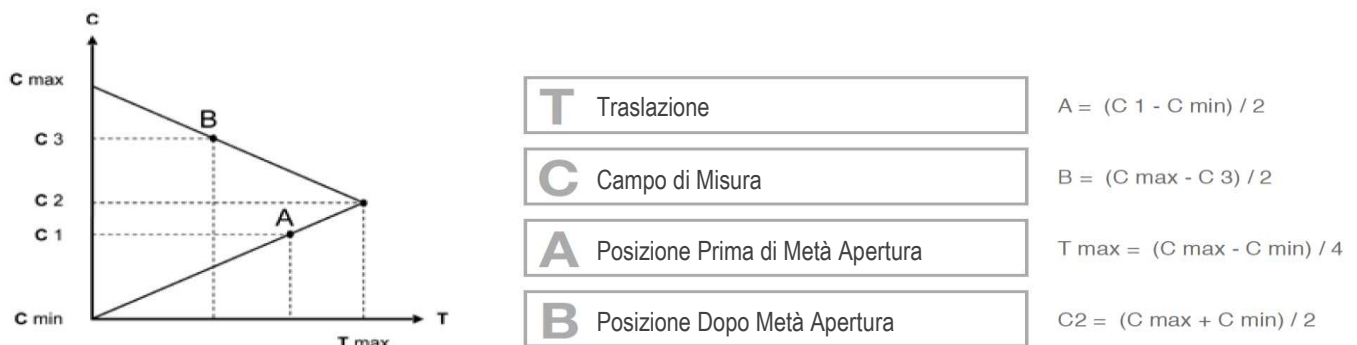 C
C max
B
C 3
C 2
A
C 1
C min
T
T max
T Traslazione
C Campo di Misura
A Posizione Prima di Metà Apertura
B Posizione Dopo Metà Apertura
A = (C 1 - C min) / 2
B = (C max - C 3) / 2
T max = (C max - C min) / 4
C2 = (C max + C min) / 2